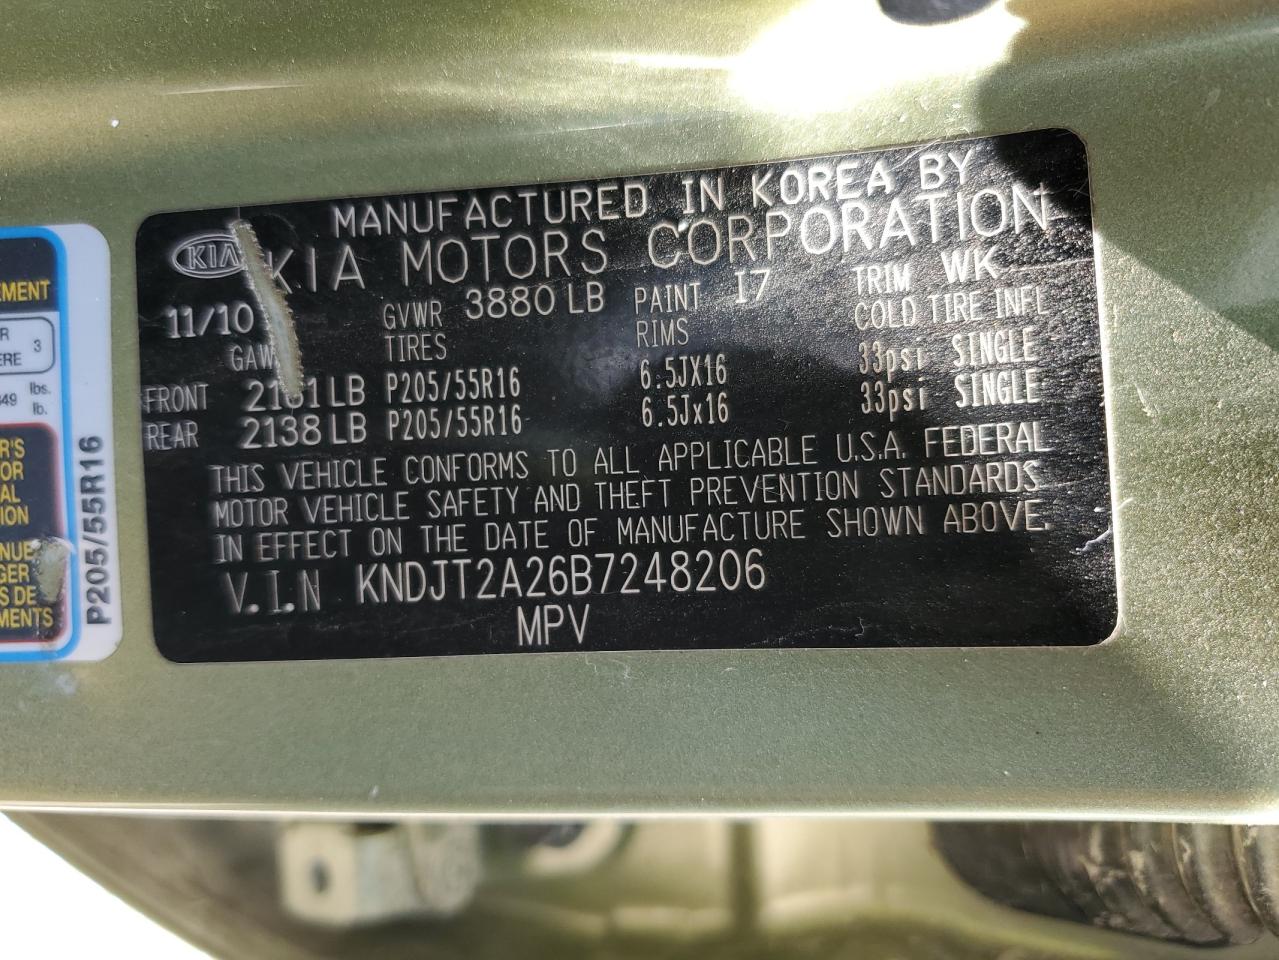 MANUFACTURED IN KOREA BY
KIA KIA MOTORS CORPORATION
11/10 GVWR 3880 LB PAINT I7 TRIM WK
TIRES RIMS COLD TIRE INFL
FRONT LB P205/55R16 6.5JX16 33psi SINGLE
REAR 2138 LB P205/55R16 6.5Jx16 33psi SINGLE
THIS VEHICLE CONFORMS TO ALL APPLICABLE U.S.A. FEDERAL
MOTOR VEHICLE SAFETY AND THEFT PREVENTION STANDARDS
IN EFFECT ON THE DATE OF MANUFACTURE SHOWN ABOVE.
V.I.N KNDJT2A26B7248206
MPV
3
lbs.
lb.
P205/55R16